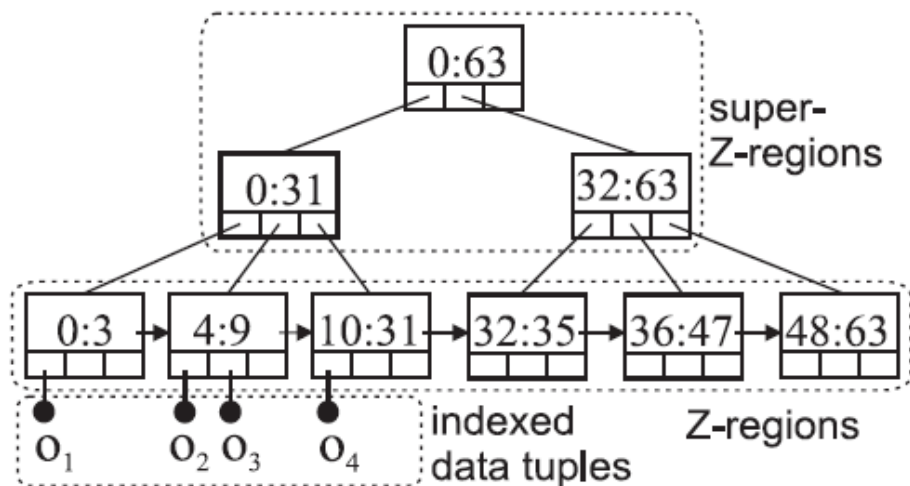 0:63
super-
Z-regions
0:31
32:63
0:3
4:9
10:31
32:35
36:47
48:63
o1
o2
o3
o4
indexed
data tuples
Z-regions